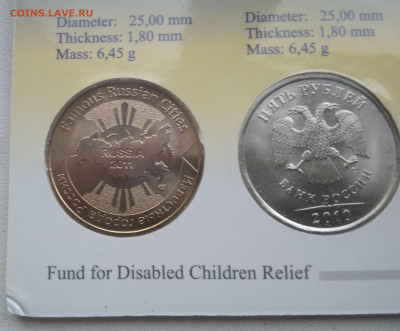 COINS.LAVE.RU
Diameter: 25,00 mm
Thickness: 1,80 mm
Mass: 6,45 g
Diameter: 25,00 mm
Thickness: 1,80 mm
Mass: 6,45 g
Famous Russian Cities
RUSSIA
2011
ИЗВЕСТНЫЕ ГОРОДА РОССИИ
ПЯТЬ РУБЛЕЙ
БАНК РОССИИ
2010
Fund for Disabled Children Relief